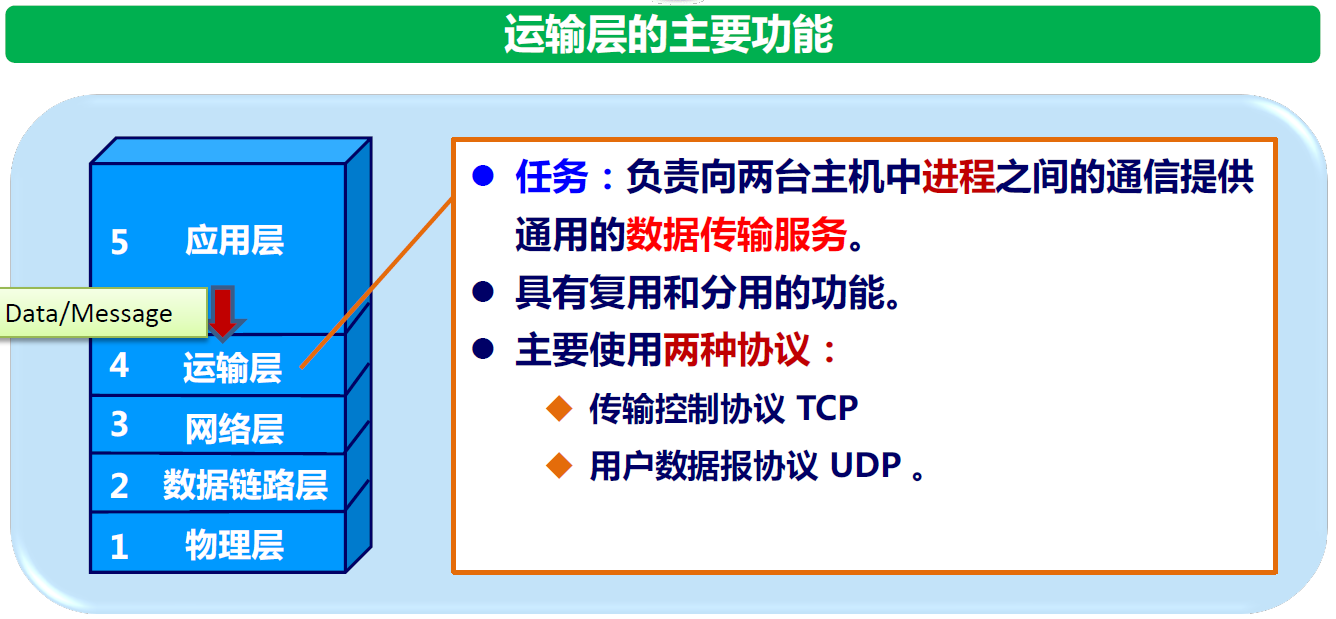 运输层的主要功能
5 应用层
Data/Message
4 运输层
3 网络层
2 数据链路层
1 物理层
任务：负责向两台主机中进程之间的通信提供
通用的数据传输服务。
具有复用和分用的功能。
主要使用两种协议：
传输控制协议 TCP
用户数据报协议 UDP 。